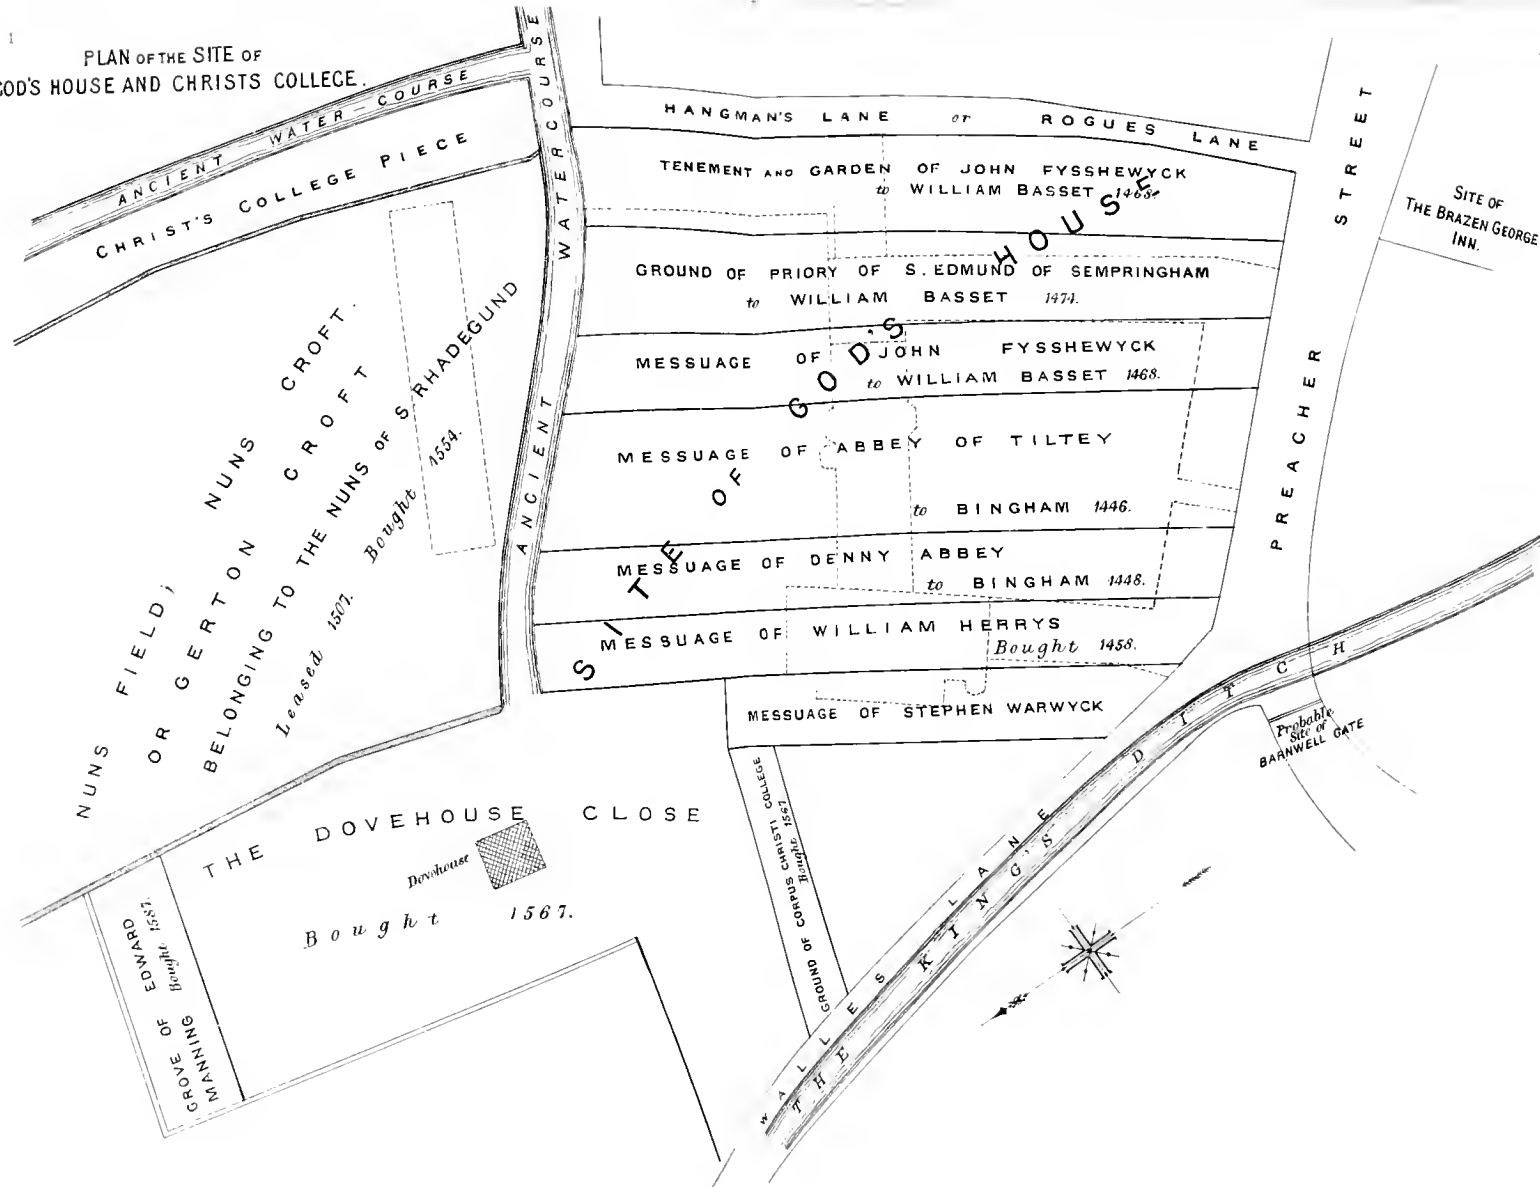 1
PLAN OF THE SITE OF
GOD'S HOUSE AND CHRISTS COLLEGE.
ANCIENT WATER-COURSE
CHRIST'S COLLEGE PIECE
ANCIENT WATERCOURSE
HANGMAN'S LANE or ROGUES LANE
TENEMENT AND GARDEN OF JOHN FYSSHEWYCK
to WILLIAM BASSET 1468.
GROUND OF PRIORY OF S. EDMUND OF SEMPRINGHAM
to WILLIAM BASSET 1474.
MESSUAGE OF JOHN FYSSHEWYCK
to WILLIAM BASSET 1468.
MESSUAGE OF ABBEY OF TILTEY
to BINGHAM 1446.
MESSUAGE OF DENNY ABBEY
to BINGHAM 1448.
MESSUAGE OF WILLIAM HERRYS
Bought 1458.
MESSUAGE OF STEPHEN WARWYCK
SITE OF GOD'S HOUSE
PREACHER STREET
SITE OF
THE BRAZEN GEORGE
INN.
NUNS FIELD; NUNS CROFT.
OR GERTON CROFT
BELONGING TO THE NUNS OF S RHADEGUND
Leased 1507. Bought 1554.
THE DOVEHOUSE CLOSE
Dovehouse
Bought 1567.
GROVE OF EDWARD
MANNING Bought 1587.
GROUND OF CORPUS CHRISTI COLLEGE
Bought 1567
WALLES LANE
THE KING'S DITCH
Probable
Site of
BARNWELL GATE